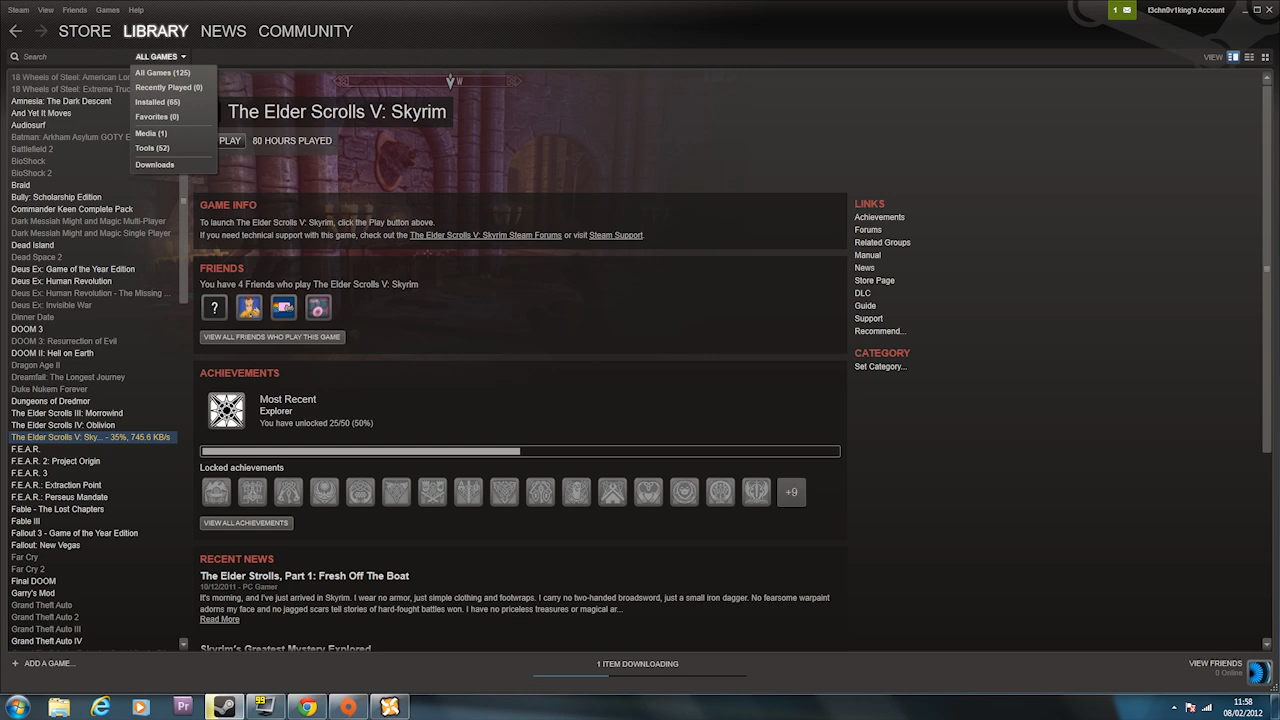 Steam View Friends Games Help
1
t3chn0v1king's Account
STORE LIBRARY NEWS COMMUNITY
Search
ALL GAMES
VIEW
All Games (125)
Recently Played (0)
Installed (65)
Favorites (0)
Media (1)
Tools (52)
Downloads
18 Wheels of Steel: American Lo
18 Wheels of Steel: Extreme Truc
Amnesia: The Dark Descent
And Yet It Moves
Audiosurf
Batman: Arkham Asylum GOTY E
Battlefield 2
BioShock
BioShock 2
Braid
Bully: Scholarship Edition
Commander Keen Complete Pack
Dark Messiah Might and Magic Multi-Player
Dark Messiah Might and Magic Single Player
Dead Island
Dead Space 2
Deus Ex: Game of the Year Edition
Deus Ex: Human Revolution
Deus Ex: Human Revolution - The Missing ...
Deus Ex: Invisible War
Dinner Date
DOOM 3
DOOM 3: Resurrection of Evil
DOOM II: Hell on Earth
Dragon Age II
Dreamfall: The Longest Journey
Duke Nukem Forever
Dungeons of Dredmor
The Elder Scrolls III: Morrowind
The Elder Scrolls IV: Oblivion
The Elder Scrolls V: Sky... - 35%, 745.6 KB/s
F.E.A.R.
F.E.A.R. 2: Project Origin
F.E.A.R. 3
F.E.A.R.: Extraction Point
F.E.A.R.: Perseus Mandate
Fable - The Lost Chapters
Fable III
Fallout 3 - Game of the Year Edition
Fallout: New Vegas
Far Cry
Far Cry 2
Final DOOM
Garry's Mod
Grand Theft Auto
Grand Theft Auto 2
Grand Theft Auto III
Grand Theft Auto IV
W
The Elder Scrolls V: Skyrim
PLAY 80 HOURS PLAYED
GAME INFO
To launch The Elder Scrolls V: Skyrim, click the Play button above.
If you need technical support with this game, check out the The Elder Scrolls V: Skyrim Steam Forums or visit Steam Support.
FRIENDS
You have 4 Friends who play The Elder Scrolls V: Skyrim
?
VIEW ALL FRIENDS WHO PLAY THIS GAME
ACHIEVEMENTS
Most Recent
Explorer
You have unlocked 25/50 (50%)
Locked achievements
+9
VIEW ALL ACHIEVEMENTS
RECENT NEWS
The Elder Strolls, Part 1: Fresh Off The Boat
10/12/2011 - PC Gamer
It's morning, and I've just arrived in Skyrim. I wear no armor, just simple clothing and footwraps. I carry no two-handed broadsword, just a small iron dagger. No fearsome warpaint
adorns my face and no jagged scars tell stories of hard-fought battles won. I have no priceless treasures or magical ar...
Read More
Skyrim's Greatest Mystery Explored
LINKS
Achievements
Forums
Related Groups
Manual
News
Store Page
DLC
Guide
Support
Recommend...
CATEGORY
Set Category...
+ ADD A GAME...
1 ITEM DOWNLOADING
VIEW FRIENDS
0 Online
Pr
99
11:58
08/02/2012